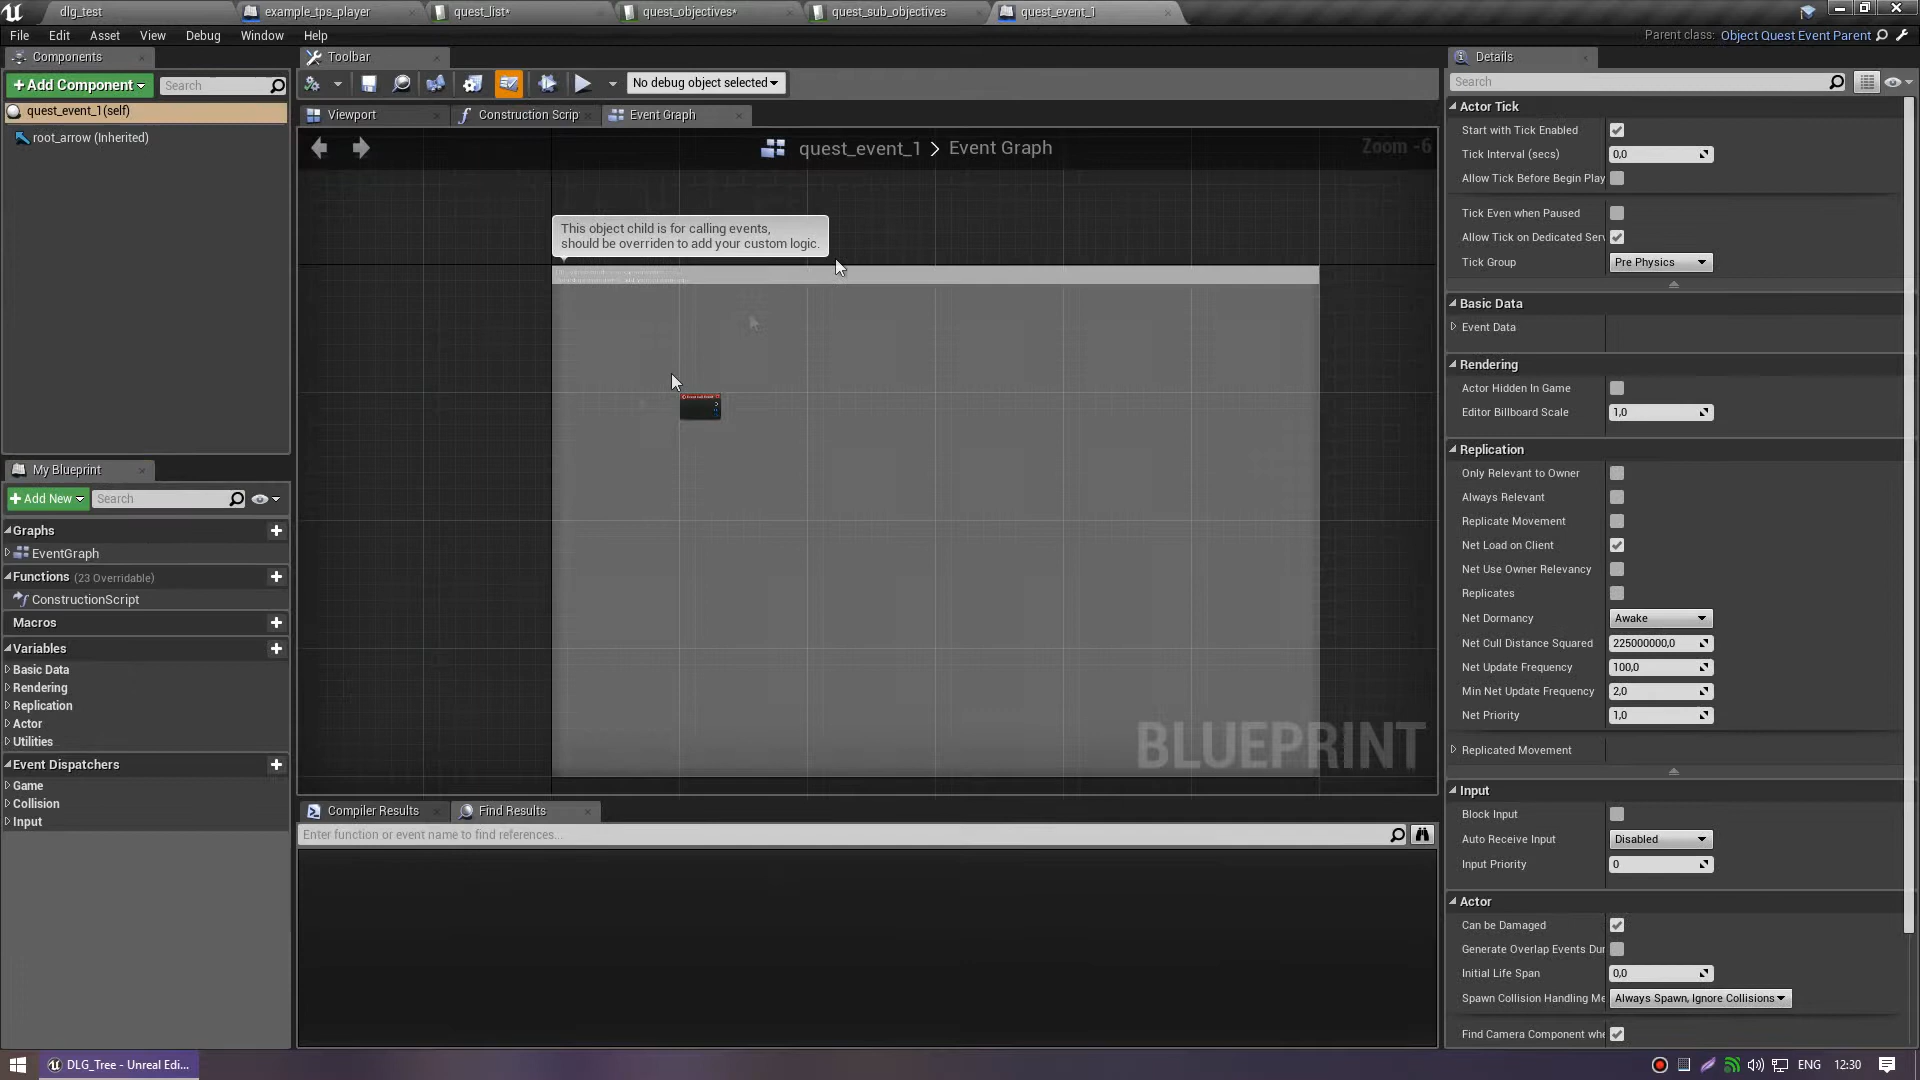 dlg_test
example_tps_player
quest_list*
quest_objectives*
quest_sub_objectives
quest_event_1
File
Edit
Asset
View
Debug
Window
Help
Parent class: Object Quest Event Parent
Components
Add Component
Search
quest_event_1(self)
root_arrow (Inherited)
Toolbar
No debug object selected
Viewport
Construction Scrip
Event Graph
quest_event_1 > Event Graph
Zoom -6
This object child is for calling events,
should be overriden to add your custom logic.
Event Call Event
BLUEPRINT
My Blueprint
Add New
Search
Graphs
EventGraph
Functions (23 Overridable)
ConstructionScript
Macros
Variables
Basic Data
Rendering
Replication
Actor
Utilities
Event Dispatchers
Game
Collision
Input
Compiler Results
Find Results
Enter function or event name to find references...
Details
Search
Actor Tick
Start with Tick Enabled
Tick Interval (secs) 0,0
Allow Tick Before Begin Play
Tick Even when Paused
Allow Tick on Dedicated Serv
Tick Group Pre Physics
Basic Data
Event Data
Rendering
Actor Hidden In Game
Editor Billboard Scale 1,0
Replication
Only Relevant to Owner
Always Relevant
Replicate Movement
Net Load on Client
Net Use Owner Relevancy
Replicates
Net Dormancy Awake
Net Cull Distance Squared 225000000,0
Net Update Frequency 100,0
Min Net Update Frequency 2,0
Net Priority 1,0
Replicated Movement
Input
Block Input
Auto Receive Input Disabled
Input Priority 0
Actor
Can be Damaged
Generate Overlap Events Dur
Initial Life Span 0,0
Spawn Collision Handling Me Always Spawn, Ignore Collisions
Find Camera Component whe
DLG_Tree - Unreal Edi...
ENG
12:30